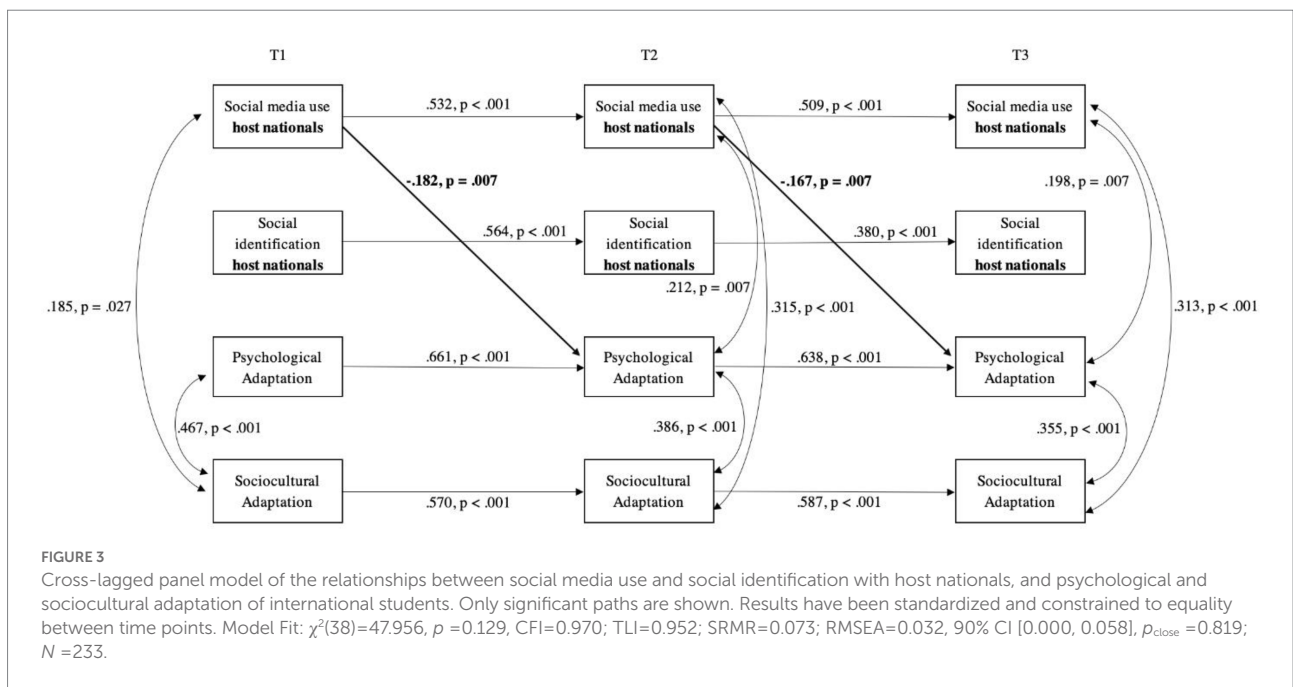 T1
T2
T3
Social media use
host nationals
.532, p < .001
Social media use
host nationals
.509, p < .001
Social media use
host nationals
-.182, p = .007
-.167, p = .007
.198, p = .007
Social
identification
host nationals
.564, p < .001
Social
identification
host nationals
.380, p < .001
Social
identification
host nationals
.185, p = .027
.212, p = .007
.315, p < .001
.313, p < .001
Psychological
Adaptation
.661, p < .001
Psychological
Adaptation
.638, p < .001
Psychological
Adaptation
.467, p < .001
.386, p < .001
.355, p < .001
Sociocultural
Adaptation
.570, p < .001
Sociocultural
Adaptation
.587, p < .001
Sociocultural
Adaptation
FIGURE 3
Cross-lagged panel model of the relationships between social media use and social identification with host nationals, and psychological and
sociocultural adaptation of international students. Only significant paths are shown. Results have been standardized and constrained to equality
between time points. Model Fit: χ²(38)=47.956, p =0.129, CFI=0.970; TLI=0.952; SRMR=0.073; RMSEA=0.032, 90% CI [0.000, 0.058], pclose =0.819;
N =233.